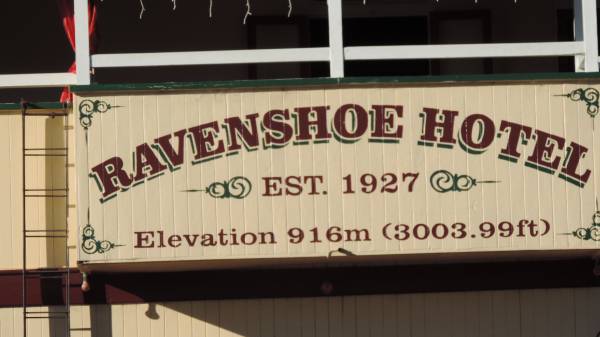 RAVENSHOE HOTEL
EST. 1927
Elevation 916m (3003.99ft)